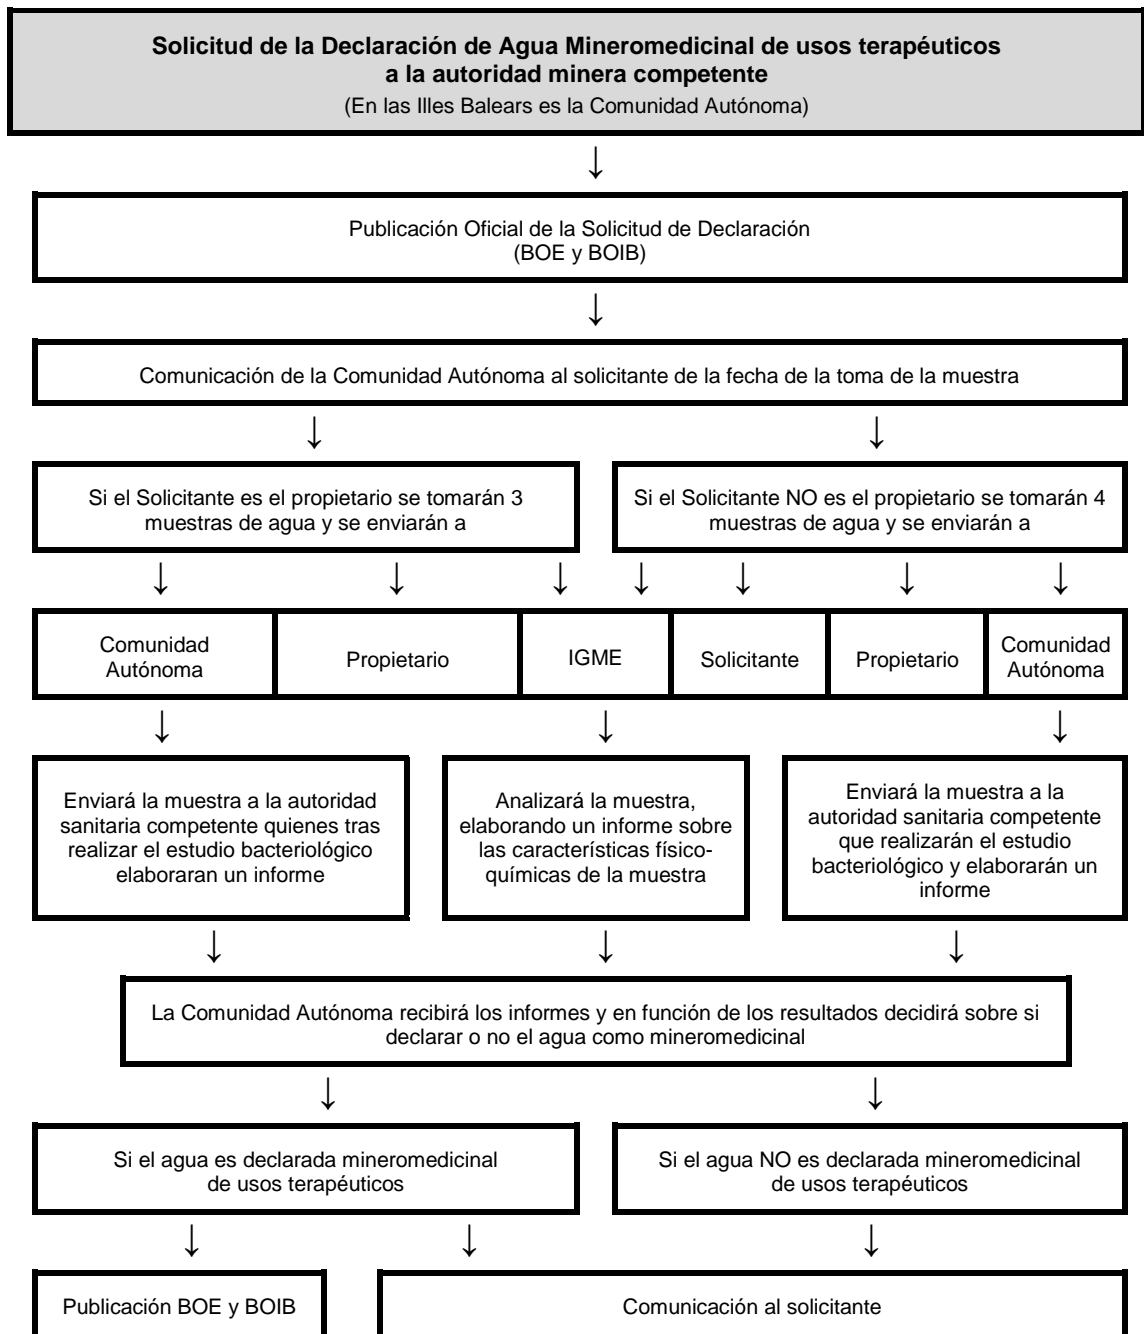 Solicitud de la Declaración de Agua Mineromedicinal de usos terapéuticos
a la autoridad minera competente
(En las Illes Balears es la Comunidad Autónoma)
Publicación Oficial de la Solicitud de Declaración
(BOE y BOIB)
Comunicación de la Comunidad Autónoma al solicitante de la fecha de la toma de la muestra
Si el Solicitante es el propietario se tomarán 3
muestras de agua y se enviarán a
Si el Solicitante NO es el propietario se tomarán 4
muestras de agua y se enviarán a
Comunidad
Autónoma
Propietario
IGME
Solicitante
Propietario
Comunidad
Autónoma
Enviará la muestra a la autoridad
sanitaria competente quienes tras
realizar el estudio bacteriológico
elaboraran un informe
Analizará la muestra,
elaborando un informe sobre
las características físico-
químicas de la muestra
Enviará la muestra a la
autoridad sanitaria competente
que realizarán el estudio
bacteriológico y elaborarán un
informe
La Comunidad Autónoma recibirá los informes y en función de los resultados decidirá sobre si
declarar o no el agua como mineromedicinal
Si el agua es declarada mineromedicinal
de usos terapéuticos
Si el agua NO es declarada mineromedicinal
de usos terapéuticos
Publicación BOE y BOIB
Comunicación al solicitante